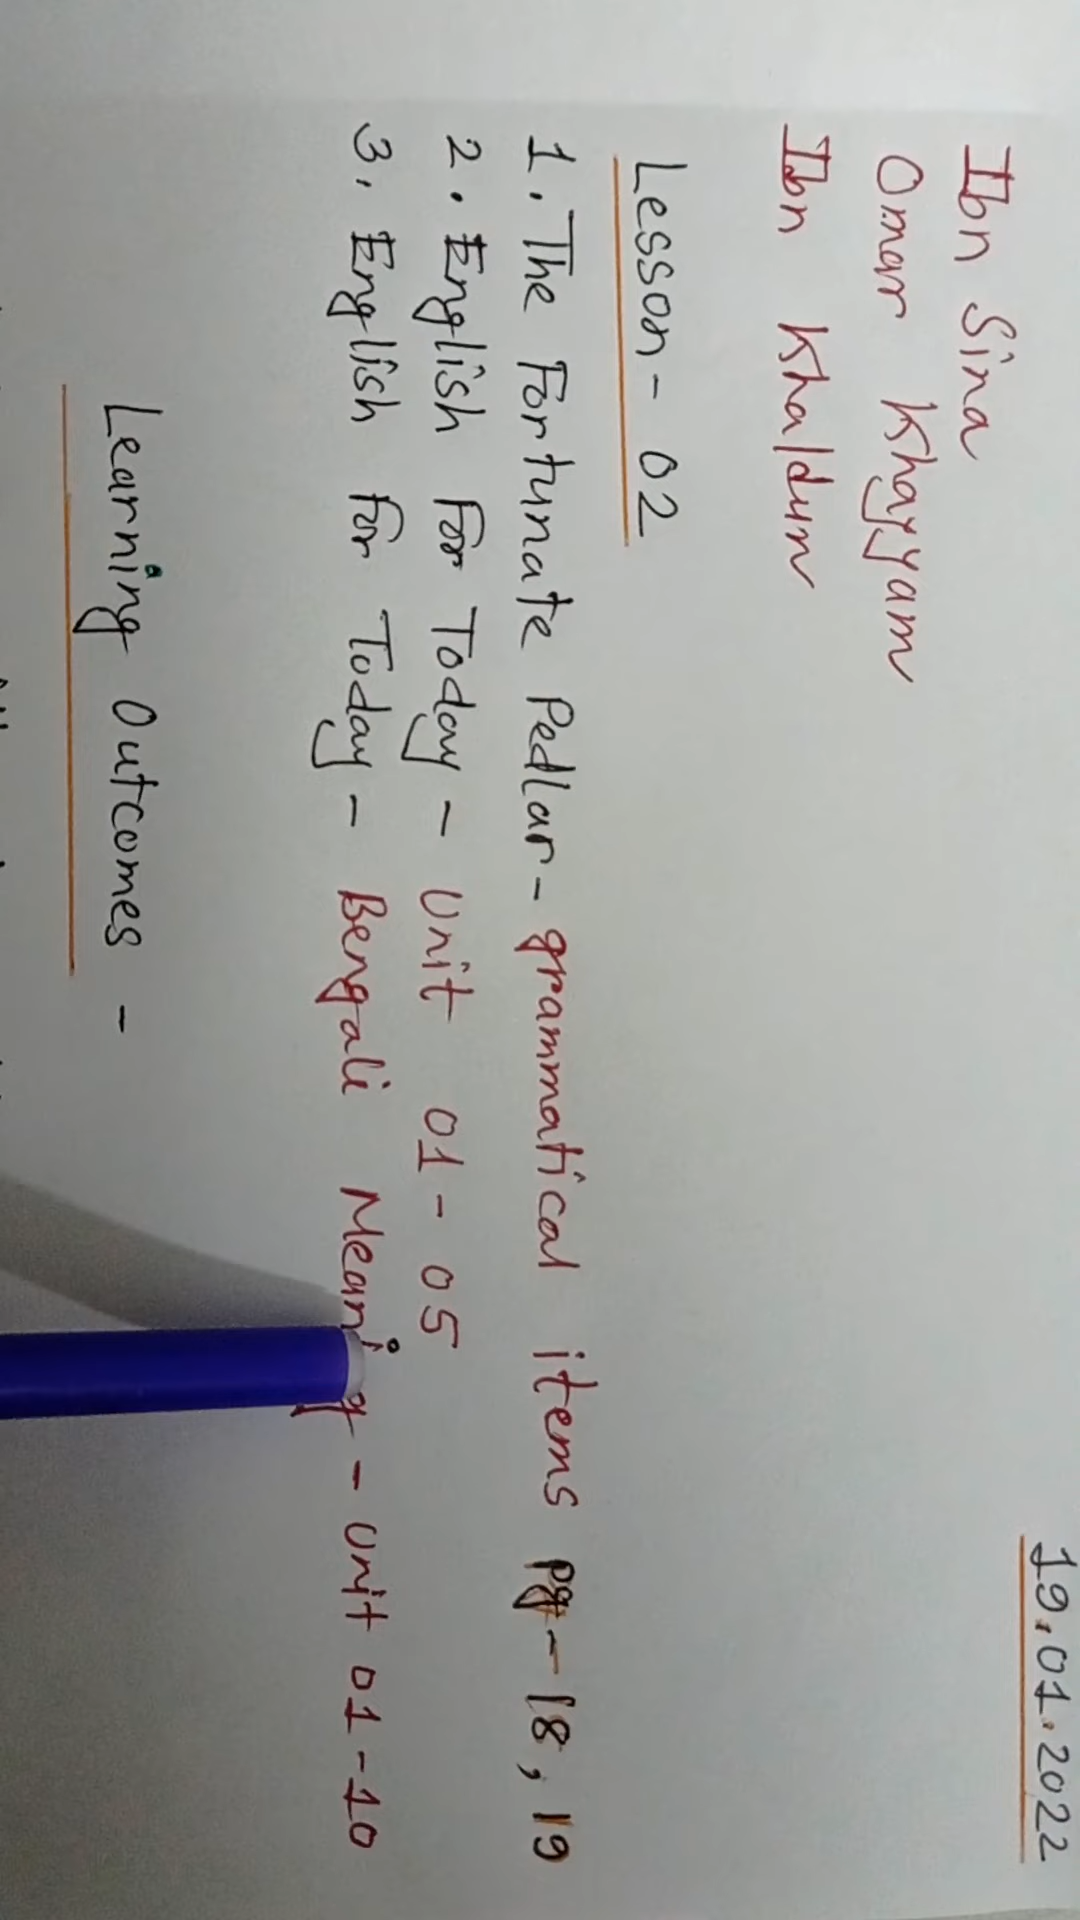 19.01.2022
Ibn Sina
Omar Khayyam
Ibn Khaldun
Lesson - 02
1. The Fortunate Pedlar - grammatical items pg - 18, 19
2. English For Today - Unit 01 - 05
3. English for Today - Bengali Meaning - Unit 01 - 10
Learning Outcomes -